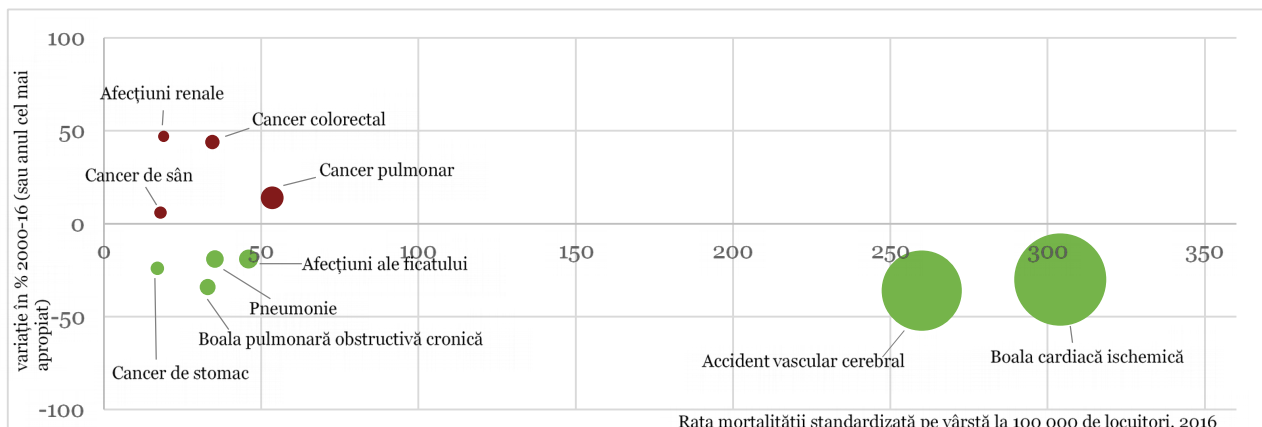 100
50
0
-50
-100
variație în % 2000-16 (sau anul cel mai
apropiat)
Afecțiuni renale
Cancer colorectal
Cancer de sân
Cancer pulmonar
0
50
100
150
200
250
300
350
Afecțiuni ale ficatului
Pneumonie
Boala pulmonară obstructivă cronică
Cancer de stomac
Accident vascular cerebral
Boala cardiacă ischemică
Rata mortalității standardizată pe vârstă la 100 000 de locuitori, 2016